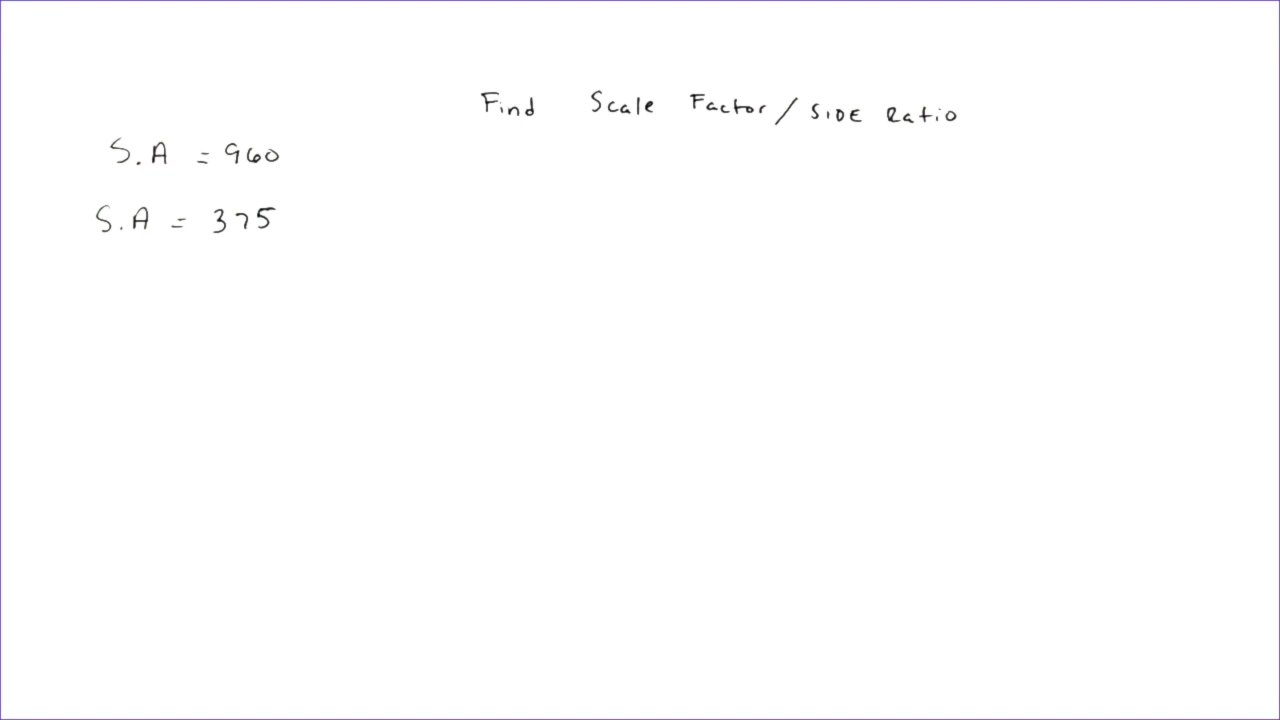 Find Scale Factor / SIDE Ratio
S.A = 960
S.A = 375